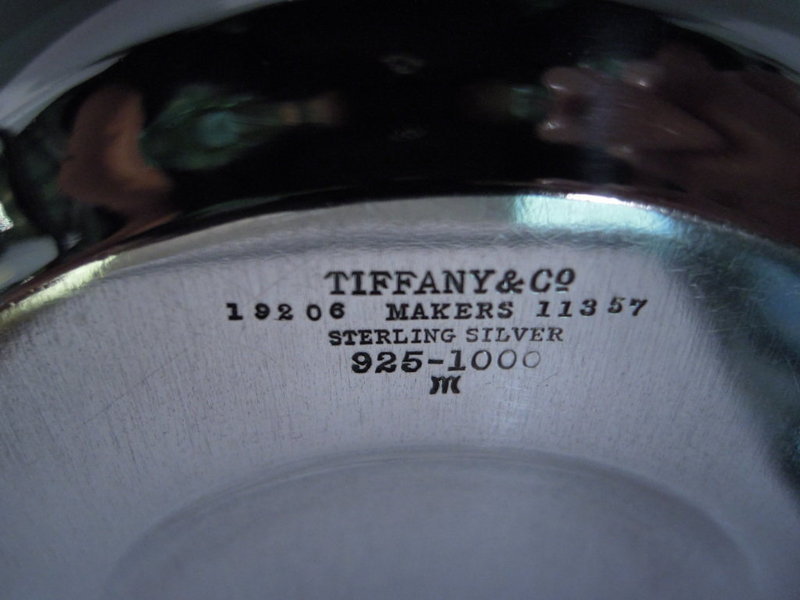 TIFFANY & Co
19206 MAKERS 11357
STERLING SILVER
925-1000
m